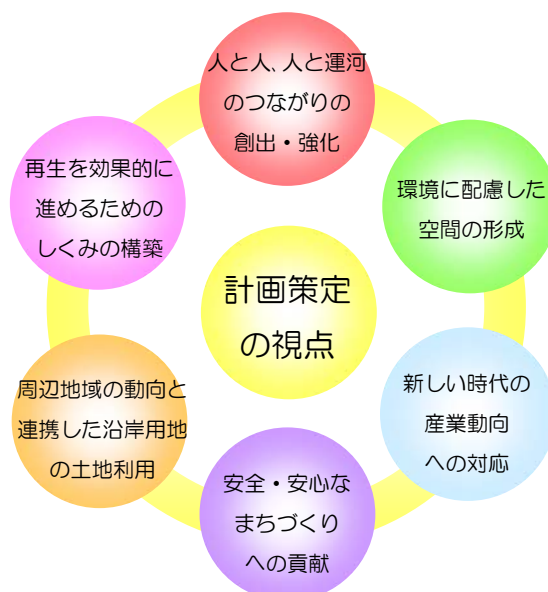 人と人、人と運河
のつながりの
創出・強化
環境に配慮した
空間の形成
新しい時代の
産業動向
への対応
安全・安心な
まちづくり
への貢献
周辺地域の動向と
連携した沿岸用地
の土地利用
再生を効果的に
進めるための
しくみの構築
計画策定
の視点